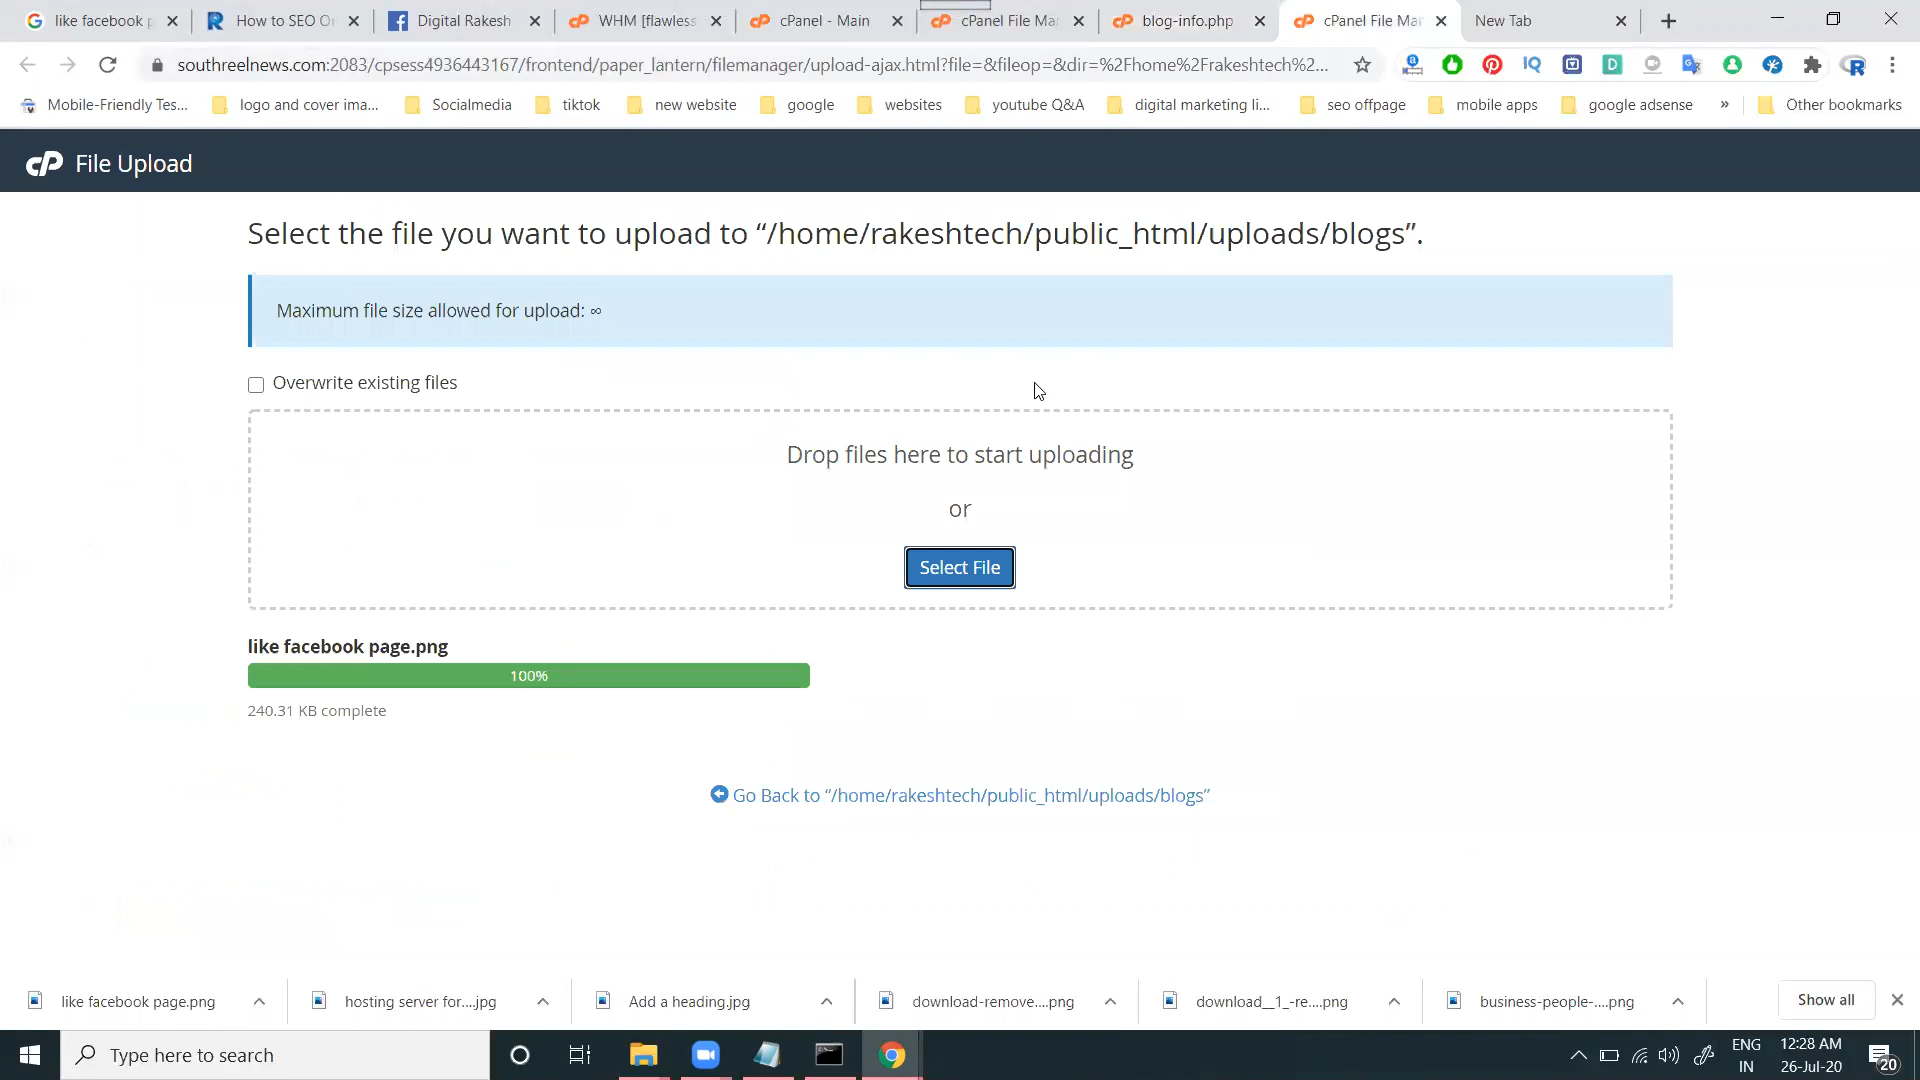 like facebook p
How to SEO O
Digital Rakesh
WHM [flawless
cPanel - Main
cPanel File Ma
blog-info.php
cPanel File Mar
New Tab
southreelnews.com:2083/cpsess4936443167/frontend/paper_lantern/filemanager/upload-ajax.html?file=&fileop=&dir=%2Fhome%2Frakeshtech%2...
Mobile-Friendly Tes...
logo and cover ima...
Socialmedia
tiktok
new website
google
websites
youtube Q&A
digital marketing li...
seo offpage
mobile apps
google adsense
»
Other bookmarks
cP File Upload
Select the file you want to upload to “/home/rakeshtech/public_html/uploads/blogs”.
Maximum file size allowed for upload: ∞
Overwrite existing files
Drop files here to start uploading
or
Select File
like facebook page.png
100%
240.31 KB complete
Go Back to “/home/rakeshtech/public_html/uploads/blogs”
like facebook page.png
hosting server for....jpg
Add a heading.jpg
download-remove....png
download__1_-re....png
business-people-....png
Show all
Type here to search
ENG
IN
12:28 AM
26-Jul-20
20